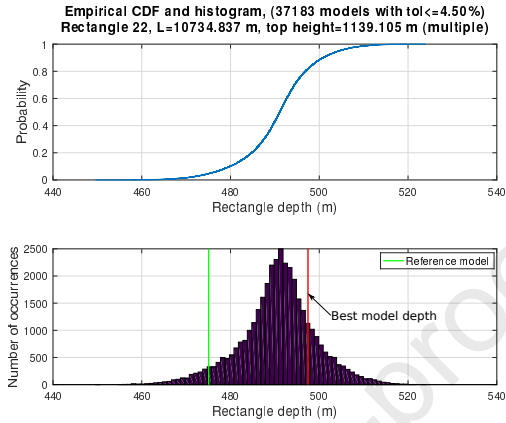 Empirical CDF and histogram, (37183 models with tol<=4.50%)
Rectangle 22, L=10734.837 m, top height=1139.105 m (multiple)
1
0.8
0.6
0.4
0.2
0
Probability
440 460 480 500 520 540
Rectangle depth (m)
2500
2000
1500
1000
500
0
Number of occurrences
Reference model
Best model depth
440 460 480 500 520 540
Rectangle depth (m)